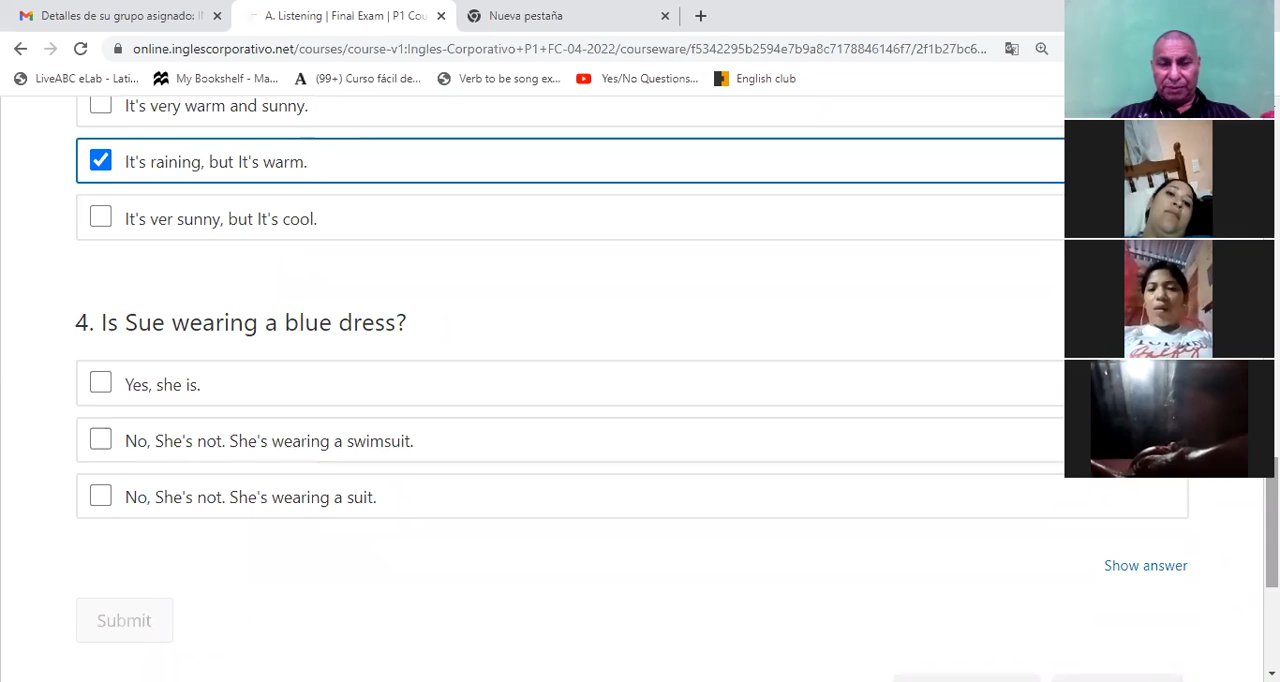 Detalles de su grupo asignado: I
A. Listening | Final Exam | P1 Cou
Nueva pestaña
online.inglescorporativo.net/courses/course-v1:Ingles-Corporativo+P1+FC-04-2022/courseware/f5342295b2594e7b9a8c7178846146f7/2f1b27bc6...
LiveABC eLab - Lati...
My Bookshelf - Ma...
(99+) Curso fácil de...
Verb to be song ex...
Yes/No Questions...
English club
It's very warm and sunny.
It's raining, but It's warm.
It's ver sunny, but It's cool.
4. Is Sue wearing a blue dress?
Yes, she is.
No, She's not. She's wearing a swimsuit.
No, She's not. She's wearing a suit.
Show answer
Submit